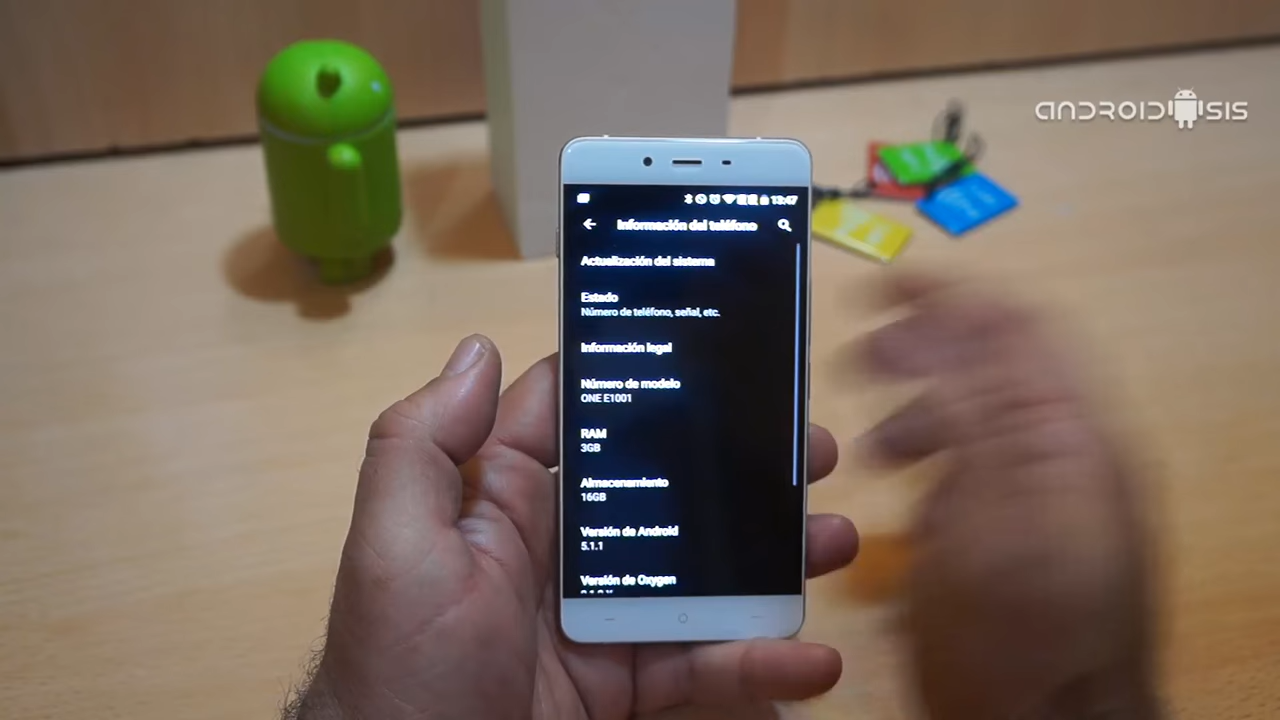 ANDROIDSIS
13:47
Información del teléfono
Actualización del sistema
Estado
Número de teléfono, señal, etc.
Información legal
Número de modelo
ONE E1001
RAM
3GB
Almacenamiento
16GB
Versión de Android
5.1.1
Versión de Oxygen